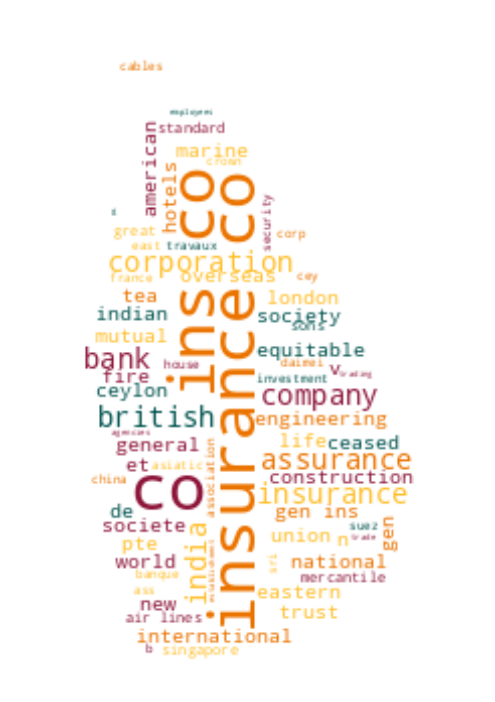 cables
employees
standard
american
marine
crown
hotels
ins co
insurance co
security
great
corp
east
travaux
corporation
overseas
france
cey
tea
london
indian
society
sons
mutual
equitable
bank
house
daimei
fire
v
trading
investment
ceylon
company
british
engineering
agencies
general
life
ceased
association
et
asiatic
assurance
china
co
construction
insurance
de
gen ins
societe
suez
gen
india
pte
union
n
trade
world
national
establishments
sri
banque
mercantile
ass
eastern
new
trust
air lines
international
b
singapore